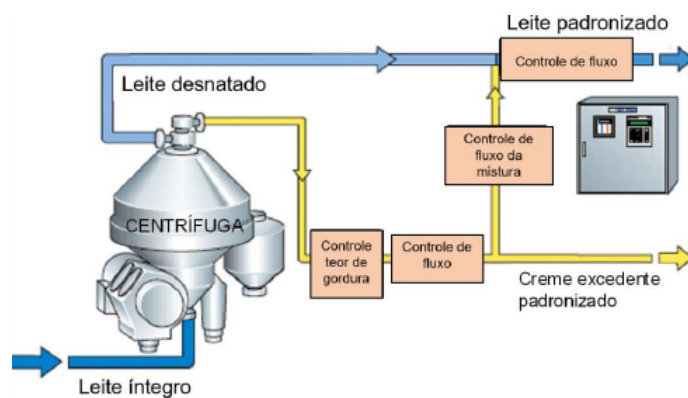 Leite padronizado
Controle de fluxo
Leite desnatado
Controle de
fluxo da
mistura
CENTRÍFUGA
Controle
teor de
gordura
Controle de
fluxo
Creme excedente
padronizado
Leite íntegro